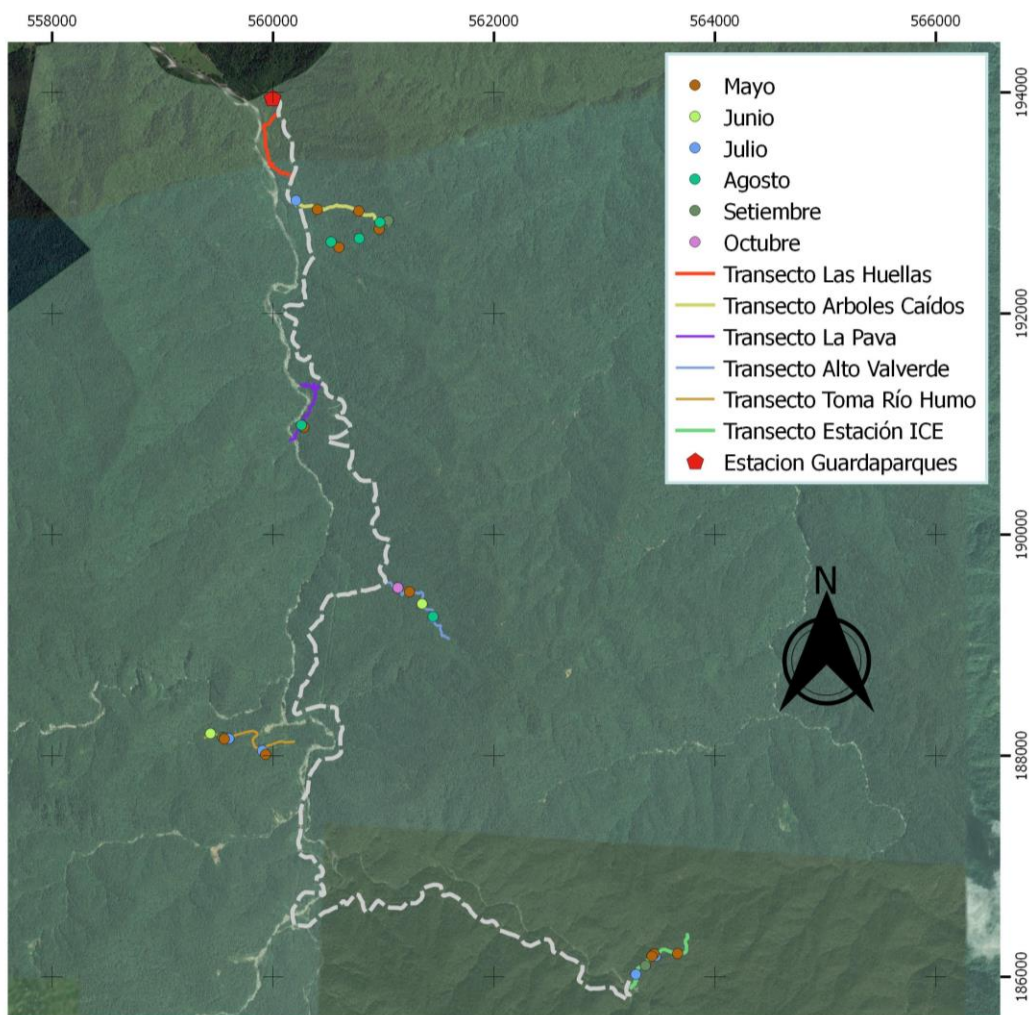 558000 560000 562000 564000 566000
Mayo
Junio
Julio
Agosto
Setiembre
Octubre
Transecto Las Huellas
Transecto Arboles Caídos
Transecto La Pava
Transecto Alto Valverde
Transecto Toma Río Humo
Transecto Estación ICE
Estacion Guardaparques
194000
192000
190000
N
188000
186000